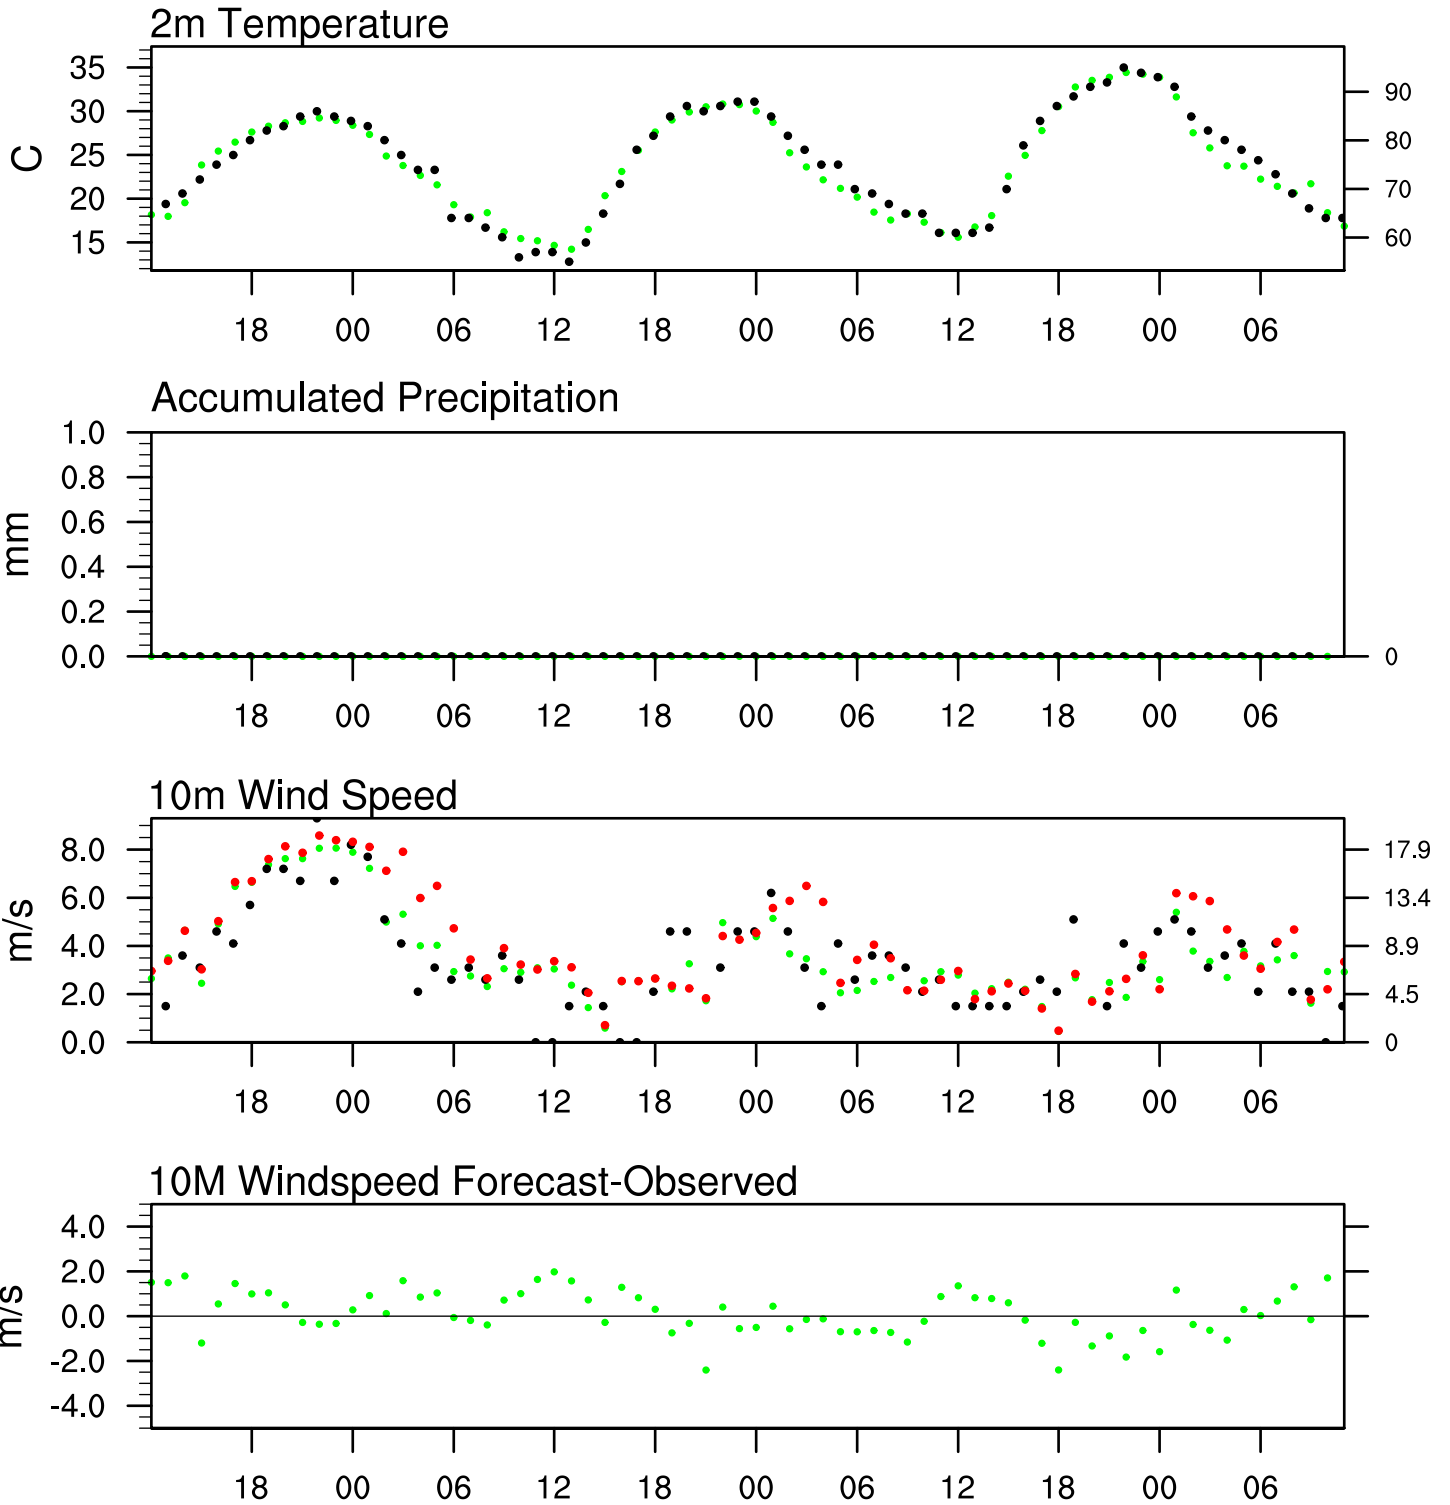 2m Temperature
35
30
25
20
15
C
90
80
70
60
18 00 06 12 18 00 06 12 18 00 06
Accumulated Precipitation
1.0
0.8
0.6
0.4
0.2
0.0
mm
0
18 00 06 12 18 00 06 12 18 00 06
10m Wind Speed
8.0
6.0
4.0
2.0
0.0
m/s
17.9
13.4
8.9
4.5
0
18 00 06 12 18 00 06 12 18 00 06
10M Windspeed Forecast-Observed
4.0
2.0
0.0
-2.0
-4.0
m/s
18 00 06 12 18 00 06 12 18 00 06